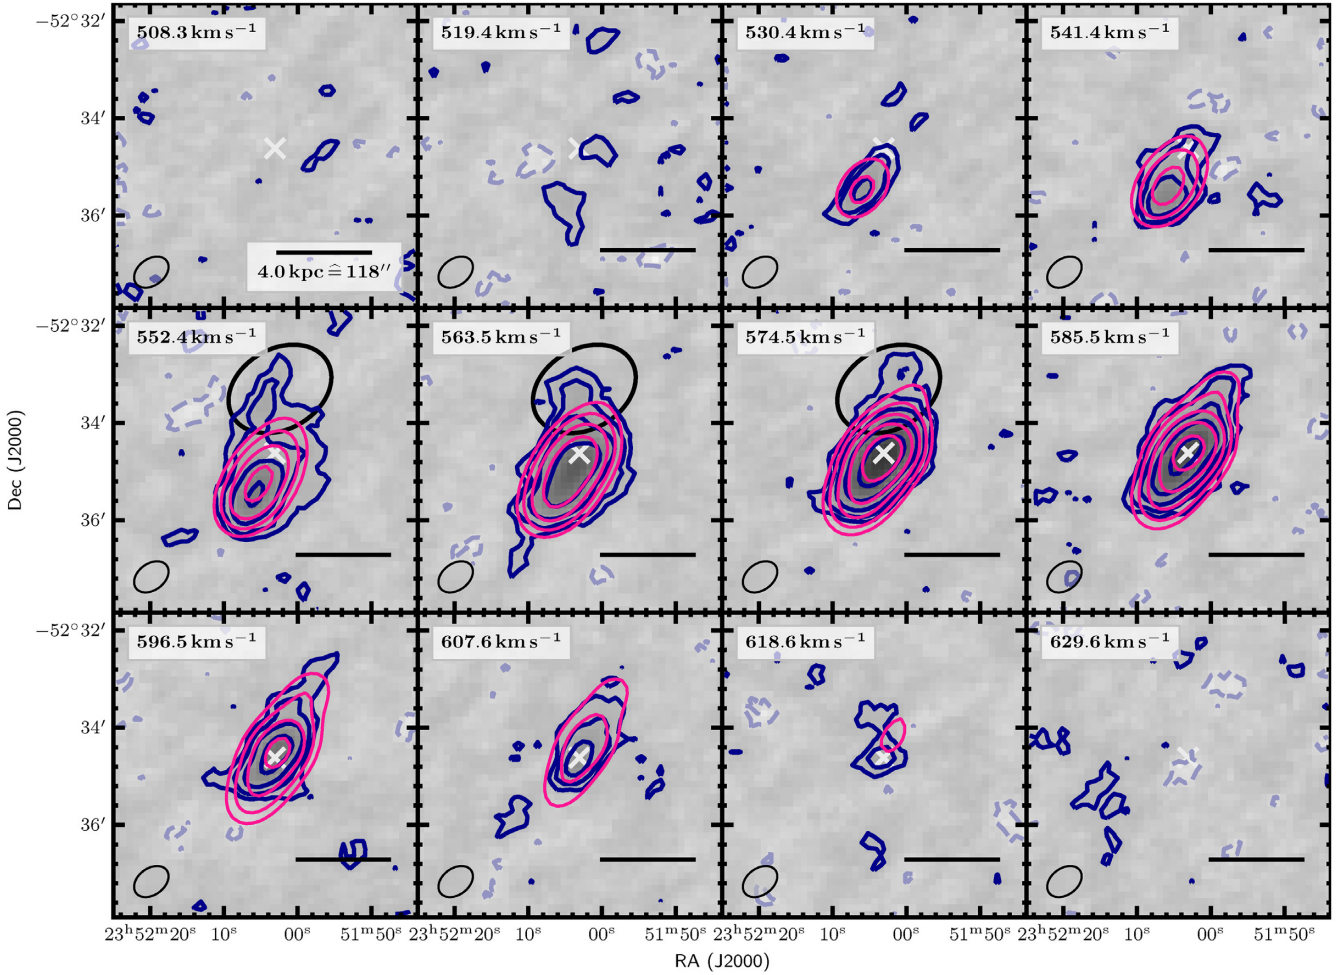 508.3 km s⁻¹
519.4 km s⁻¹
530.4 km s⁻¹
541.4 km s⁻¹
−52°32′
34′
36′
4.0 kpc ≙ 118″
552.4 km s⁻¹
563.5 km s⁻¹
574.5 km s⁻¹
585.5 km s⁻¹
−52°32′
34′
36′
Dec (J2000)
596.5 km s⁻¹
607.6 km s⁻¹
618.6 km s⁻¹
629.6 km s⁻¹
−52°32′
34′
36′
23ʰ52ᵐ20ˢ 10ˢ 00ˢ 51ᵐ50ˢ 10ˢ 00ˢ 51ᵐ50ˢ 10ˢ 00ˢ 51ᵐ50ˢ 10ˢ 00ˢ 51ᵐ50ˢ
RA (J2000)